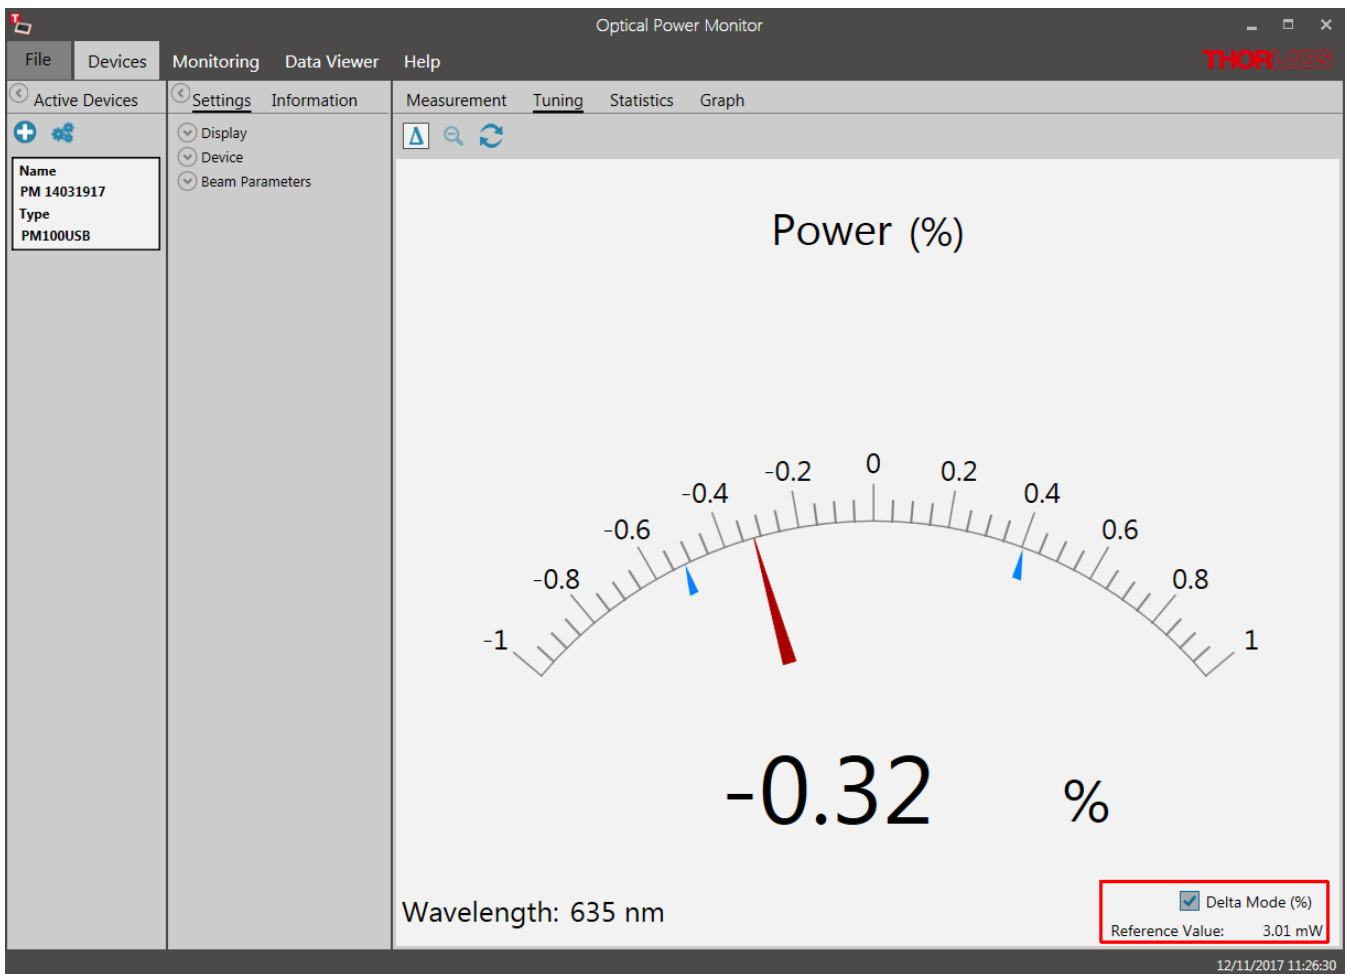 Optical Power Monitor
File Devices Monitoring Data Viewer Help
THORLABS
Active Devices
Settings Information
Measurement Tuning Statistics Graph
Name
PM 14031917
Type
PM100USB
Display
Device
Beam Parameters
Δ
Power (%)
-1 -0.8 -0.6 -0.4 -0.2 0 0.2 0.4 0.6 0.8 1
-0.32 %
Wavelength: 635 nm
Delta Mode (%)
Reference Value: 3.01 mW
12/11/2017 11:26:30